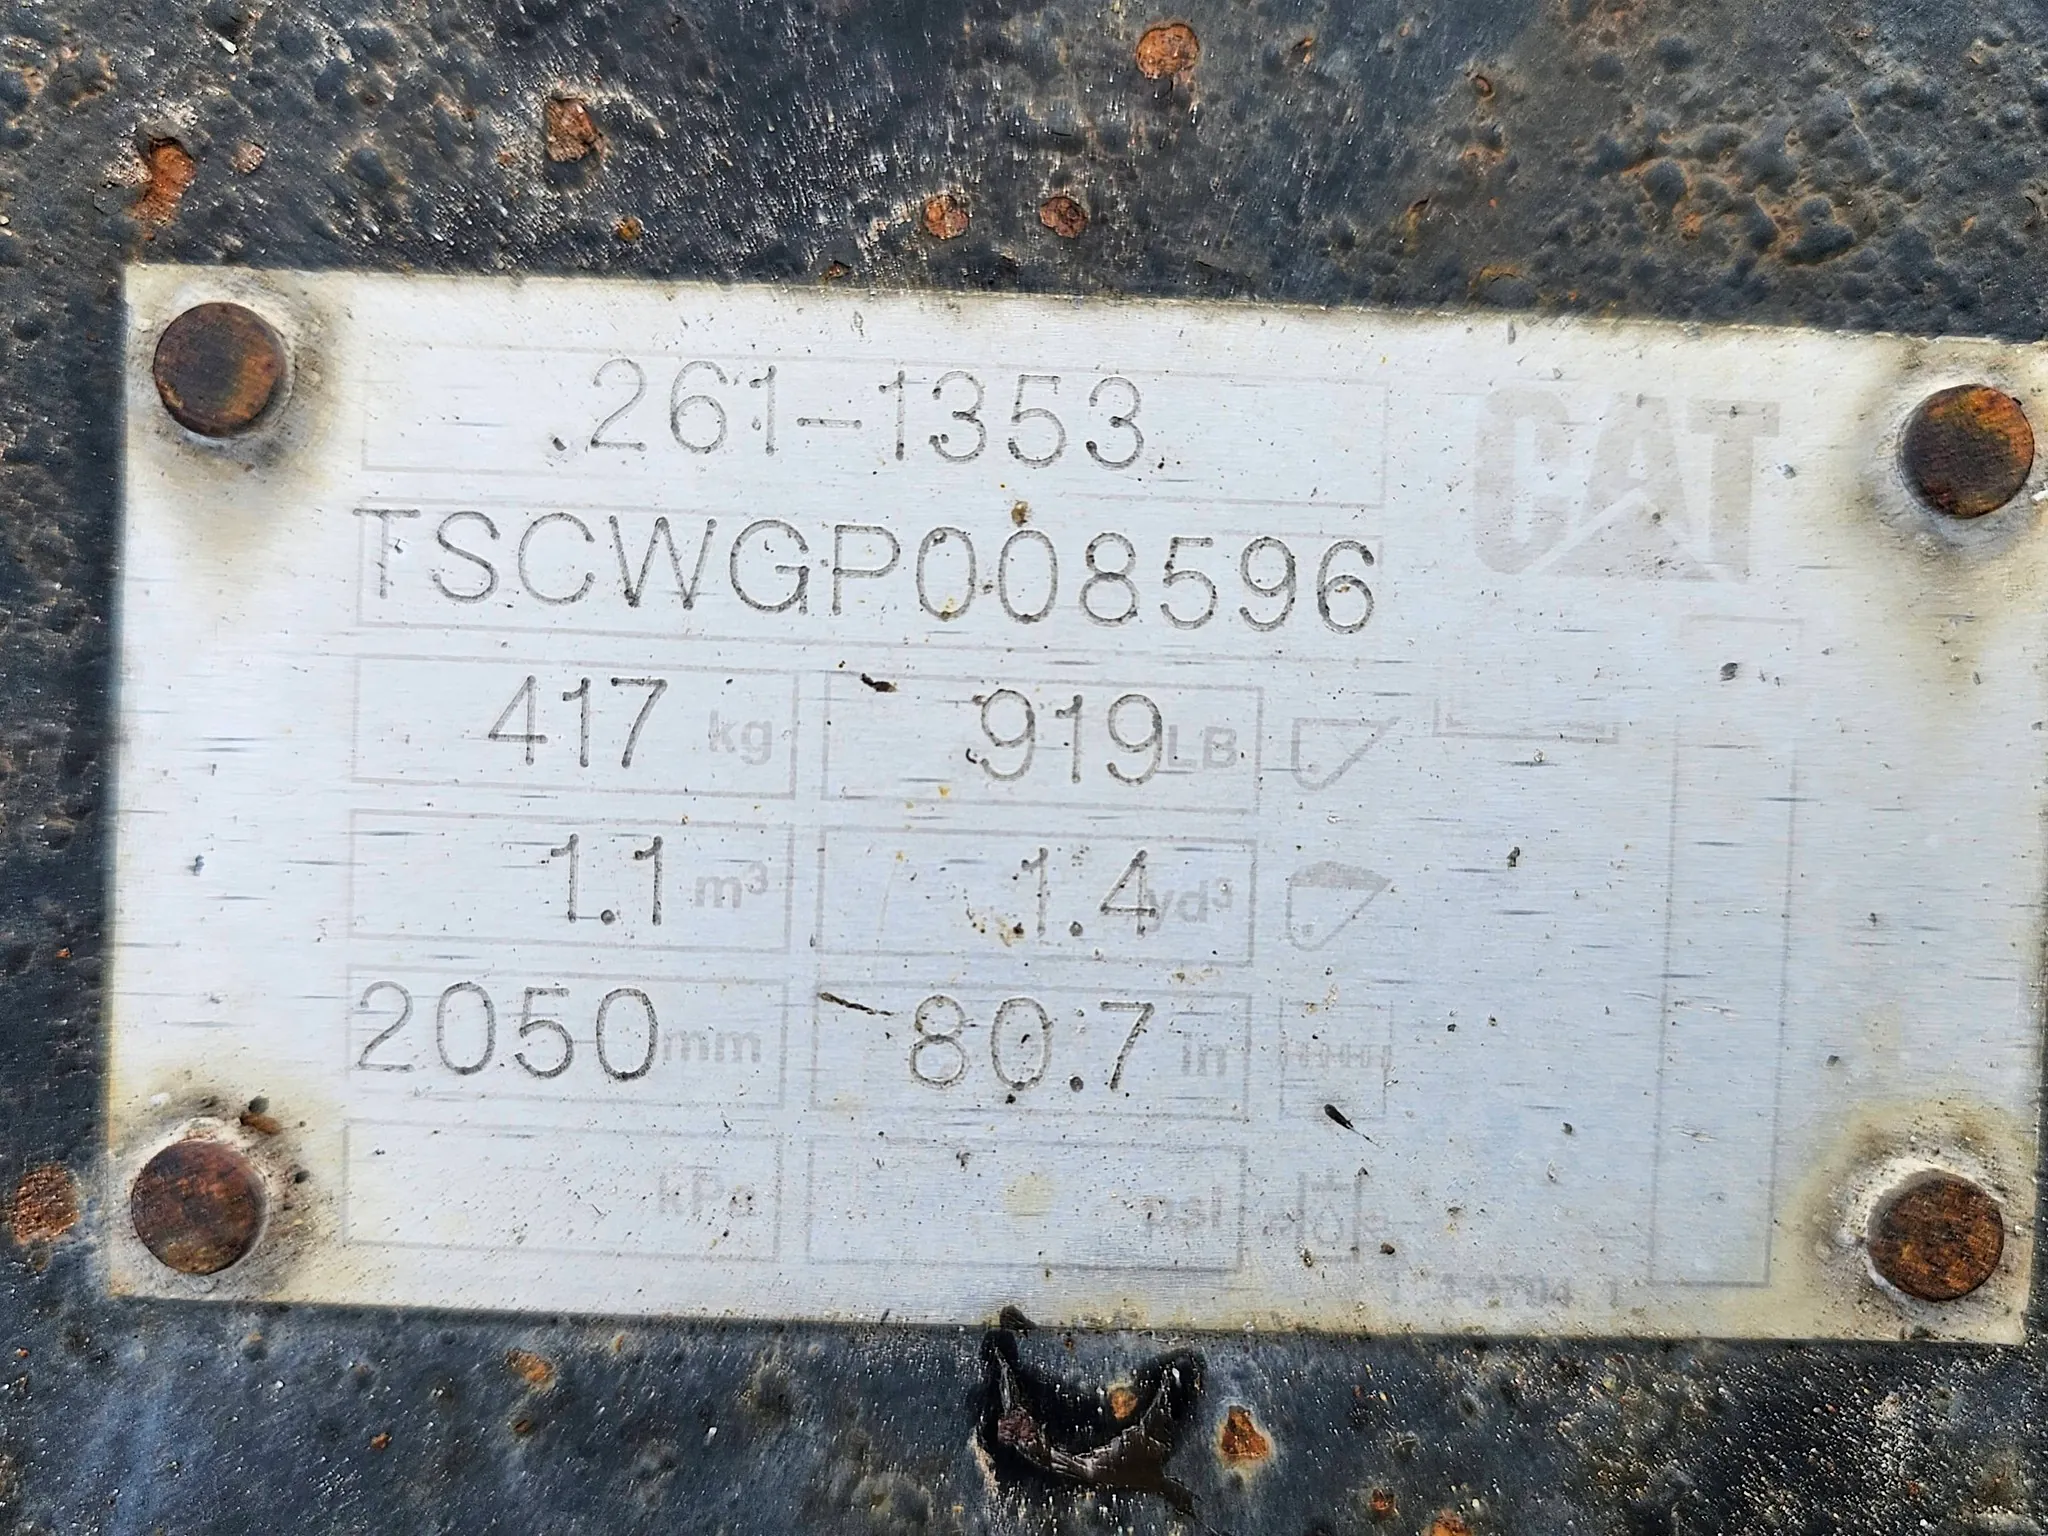 .261-1353
CAT
TSCWGP008596
417 kg 919 LB
1.1 m³ 1.4 yd³
2050 mm 80.7 in
kPa psi